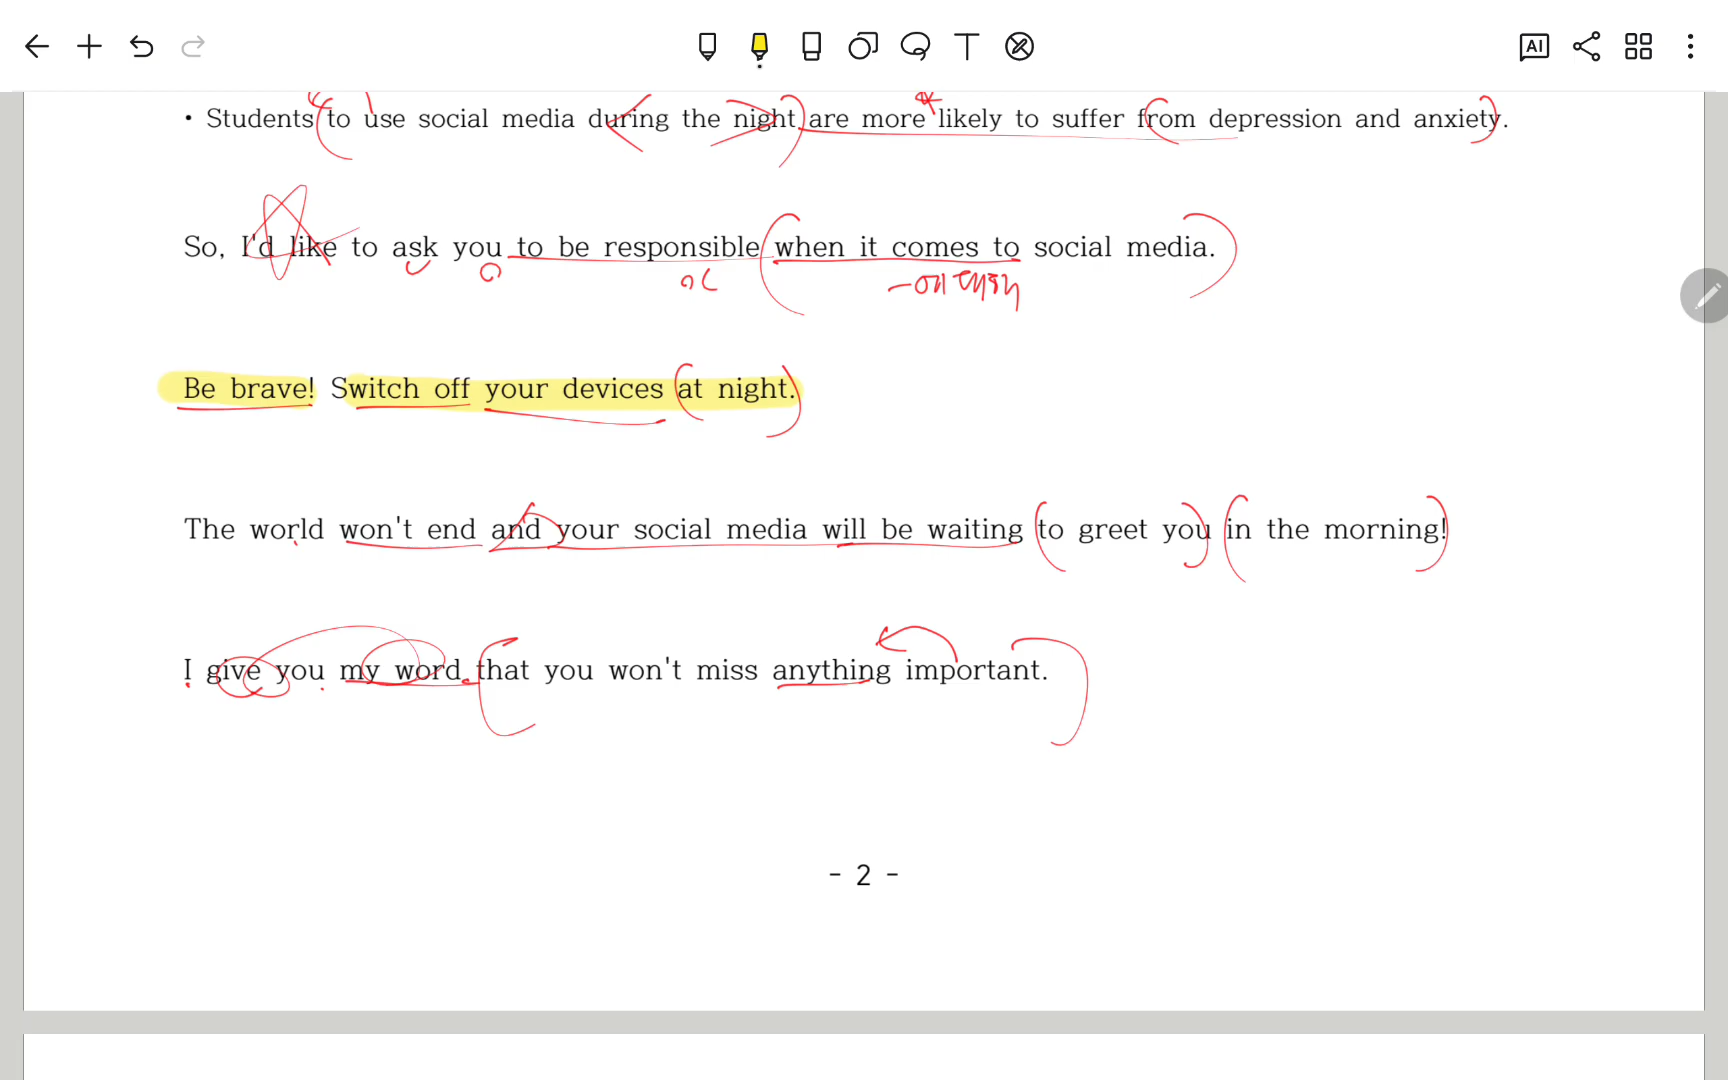 AI
• Students to use social media during the night are more likely to suffer from depression and anxiety.
So, I'd like to ask you to be responsible when it comes to social media.
oc
~에 대해
Be brave! Switch off your devices at night.
The world won't end and your social media will be waiting to greet you in the morning!
I give you my word that you won't miss anything important.
- 2 -